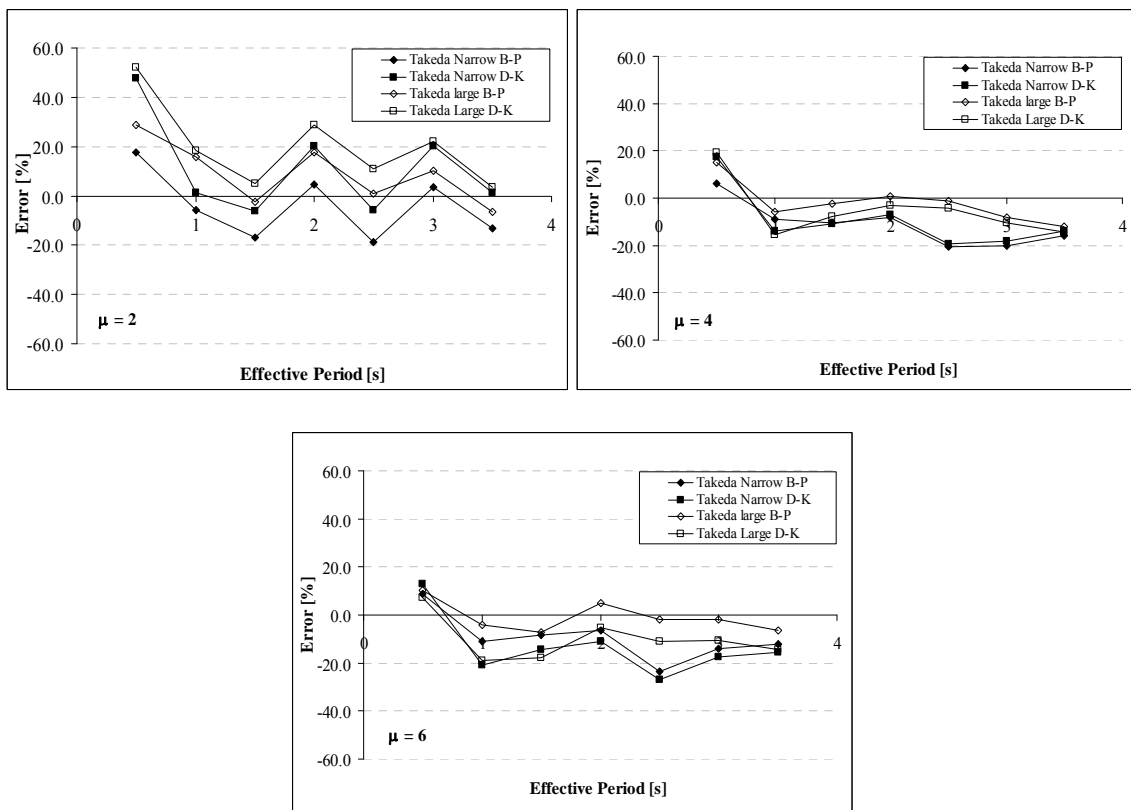 60.0
40.0
20.0
0.0
-20.0
-40.0
-60.0
0
1
2
3
4
Error [%]
Effective Period [s]
μ = 2
Takeda Narrow B-P
Takeda Narrow D-K
Takeda large B-P
Takeda Large D-K
60.0
40.0
20.0
0.0
-20.0
-40.0
-60.0
0
1
2
3
4
Error [%]
Effective Period [s]
μ = 4
Takeda Narrow B-P
Takeda Narrow D-K
Takeda large B-P
Takeda Large D-K
60.0
40.0
20.0
0.0
-20.0
-40.0
-60.0
0
1
2
3
4
Error [%]
Effective Period [s]
μ = 6
Takeda Narrow B-P
Takeda Narrow D-K
Takeda large B-P
Takeda Large D-K